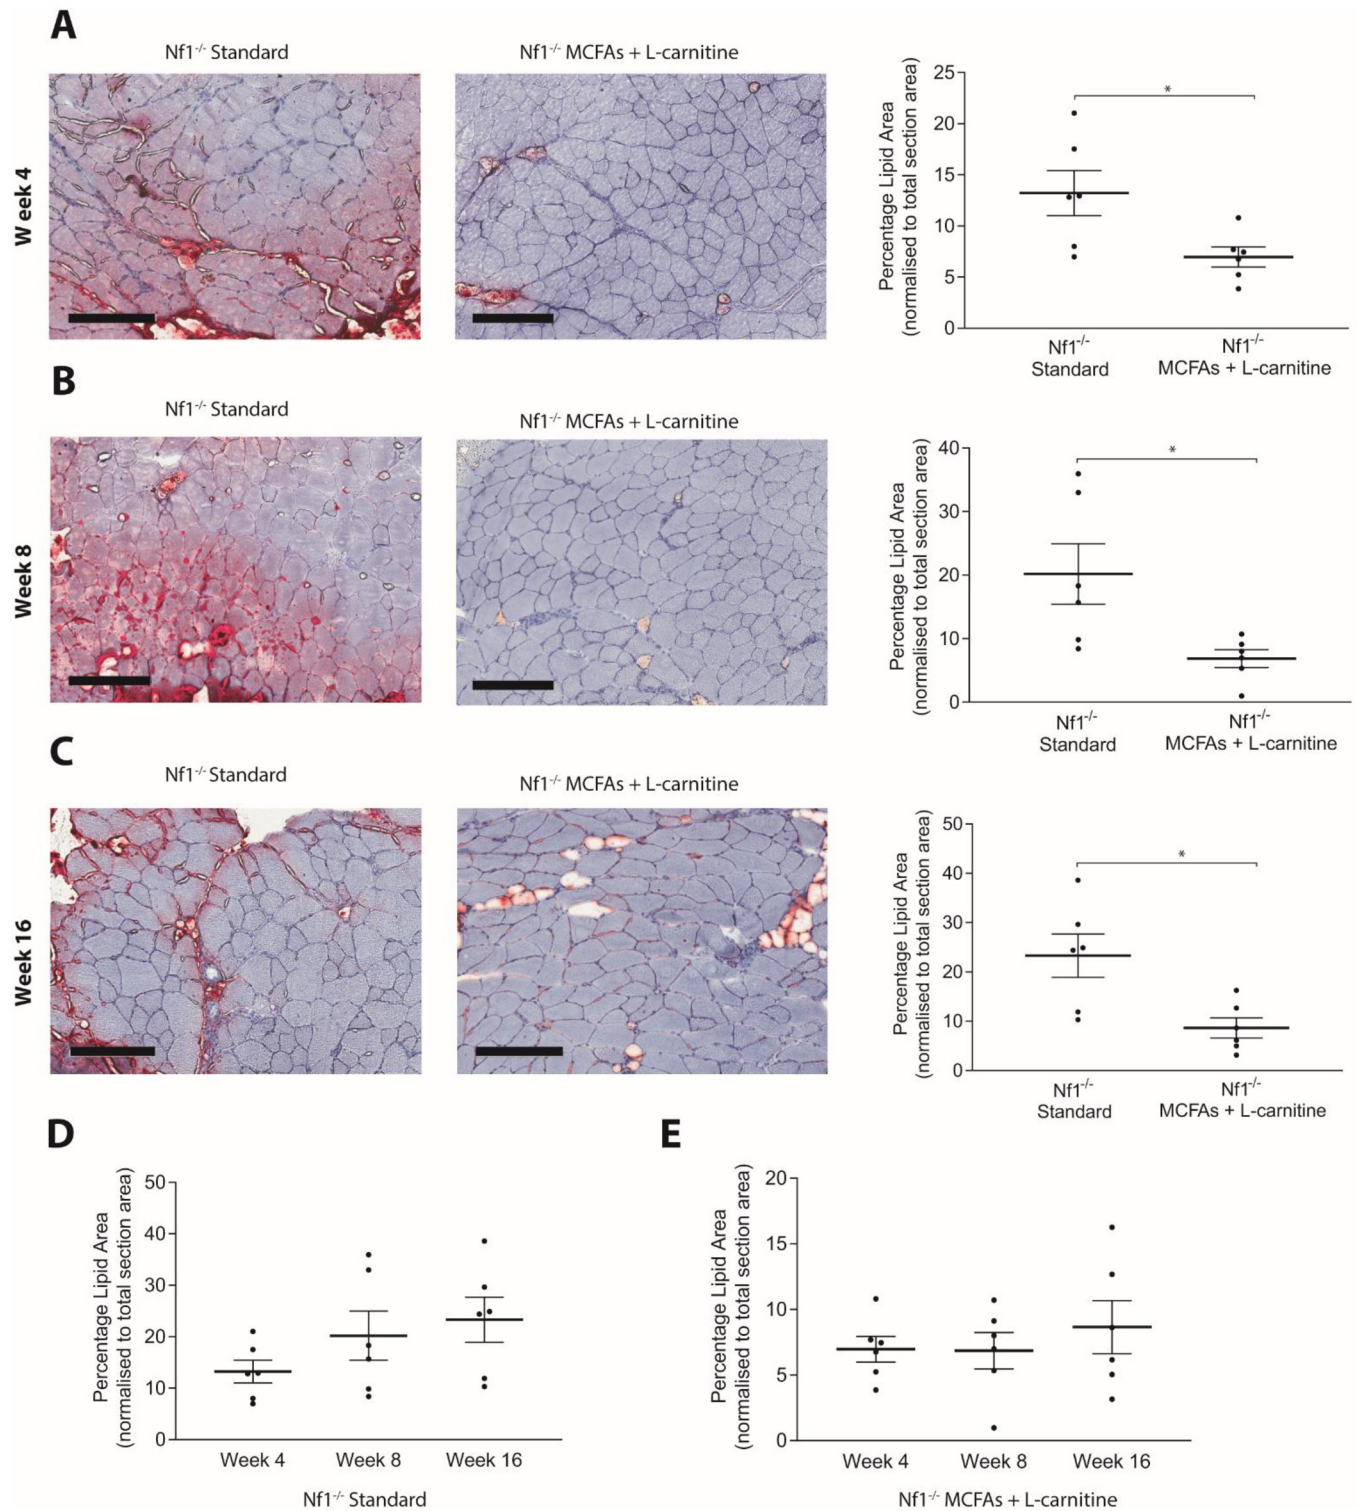 A
Nf1-/- Standard
Nf1-/- MCFAs + L-carnitine
Week 4
Percentage Lipid Area
(normalised to total section area)
25
20
15
10
5
0
*
Nf1-/-
Standard
Nf1-/-
MCFAs + L-carnitine
B
Nf1-/- Standard
Nf1-/- MCFAs + L-carnitine
Week 8
Percentage Lipid Area
(normalised to total section area)
40
30
20
10
0
*
Nf1-/-
Standard
Nf1-/-
MCFAs + L-carnitine
C
Nf1-/- Standard
Nf1-/- MCFAs + L-carnitine
Week 16
Percentage Lipid Area
(normalised to total section area)
50
40
30
20
10
0
*
Nf1-/-
Standard
Nf1-/-
MCFAs + L-carnitine
D
Percentage Lipid Area
(normalised to total section area)
50
40
30
20
10
0
Week 4 Week 8 Week 16
Nf1-/- Standard
E
Percentage Lipid Area
(normalised to total section area)
20
15
10
5
0
Week 4 Week 8 Week 16
Nf1-/- MCFAs + L-carnitine